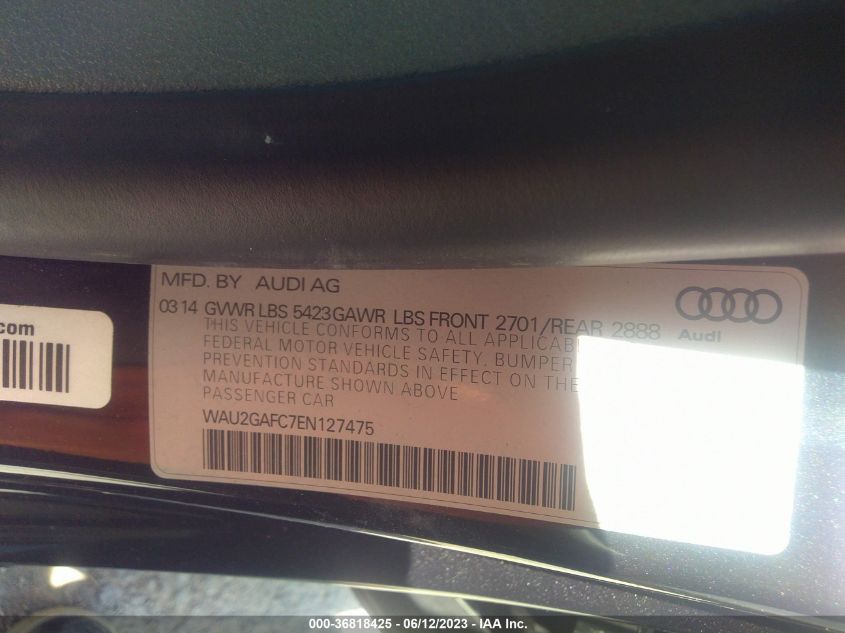 MFD. BY AUDI AG
03 14 GVWR LBS 5423 GAWR LBS FRONT 2701/REAR 2888
THIS VEHICLE CONFORMS TO ALL
FEDERAL MOTOR VEHICLE SAFETY, BUMPER
PREVENTION STANDARDS IN EFFECT ON THE
MANUFACTURE SHOWN ABOVE
PASSENGER CAR
WAU2GAFC7EN127475
Audi
.com
000-36818425 - 06/12/2023 - IAA Inc.